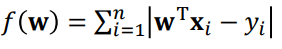 f(𝐰) = ∑ⁿᵢ₌₁|𝐰ᵀ𝐱ᵢ − yᵢ|